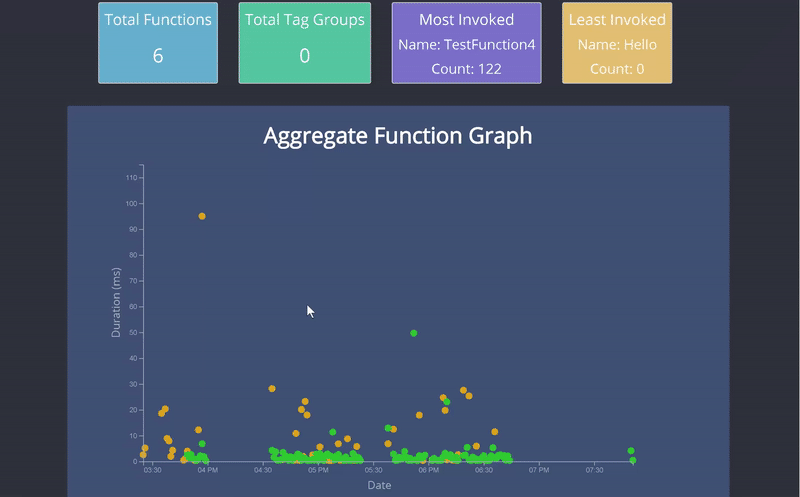 Total Functions
6
Total Tag Groups
0
Most Invoked
Name: TestFunction4
Count: 122
Least Invoked
Name: Hello
Count: 0
Aggregate Function Graph
Duration (ms)
110
100
90
80
70
60
50
40
30
20
10
0
03:30 04 PM 04:30 05 PM 05:30 06 PM 06:30 07 PM 07:30
Date